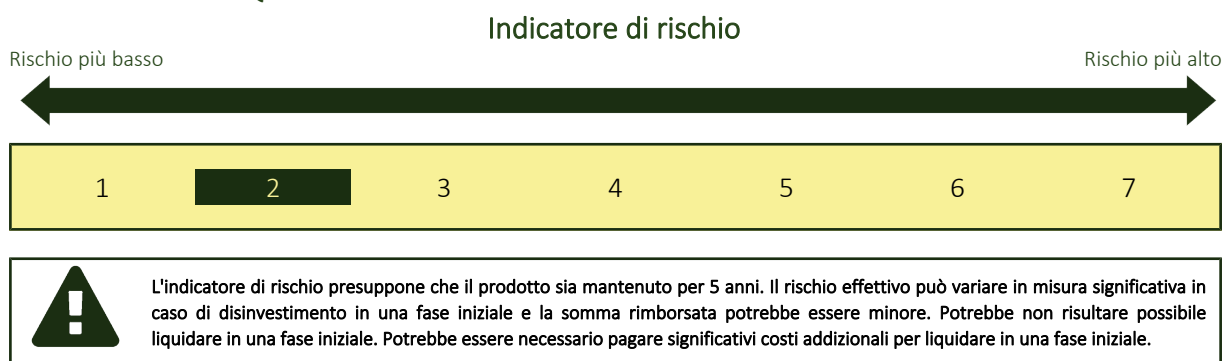 Indicatore di rischio
Rischio più basso
Rischio più alto
1 2 3 4 5 6 7
L'indicatore di rischio presuppone che il prodotto sia mantenuto per 5 anni. Il rischio effettivo può variare in misura significativa in
caso di disinvestimento in una fase iniziale e la somma rimborsata potrebbe essere minore. Potrebbe non risultare possibile
liquidare in una fase iniziale. Potrebbe essere necessario pagare significativi costi addizionali per liquidare in una fase iniziale.